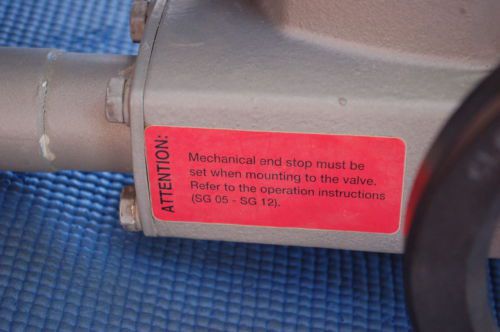 ATTENTION:
Mechanical end stop must be
set when mounting to the valve.
Refer to the operation instructions
(SG 05 - SG 12).